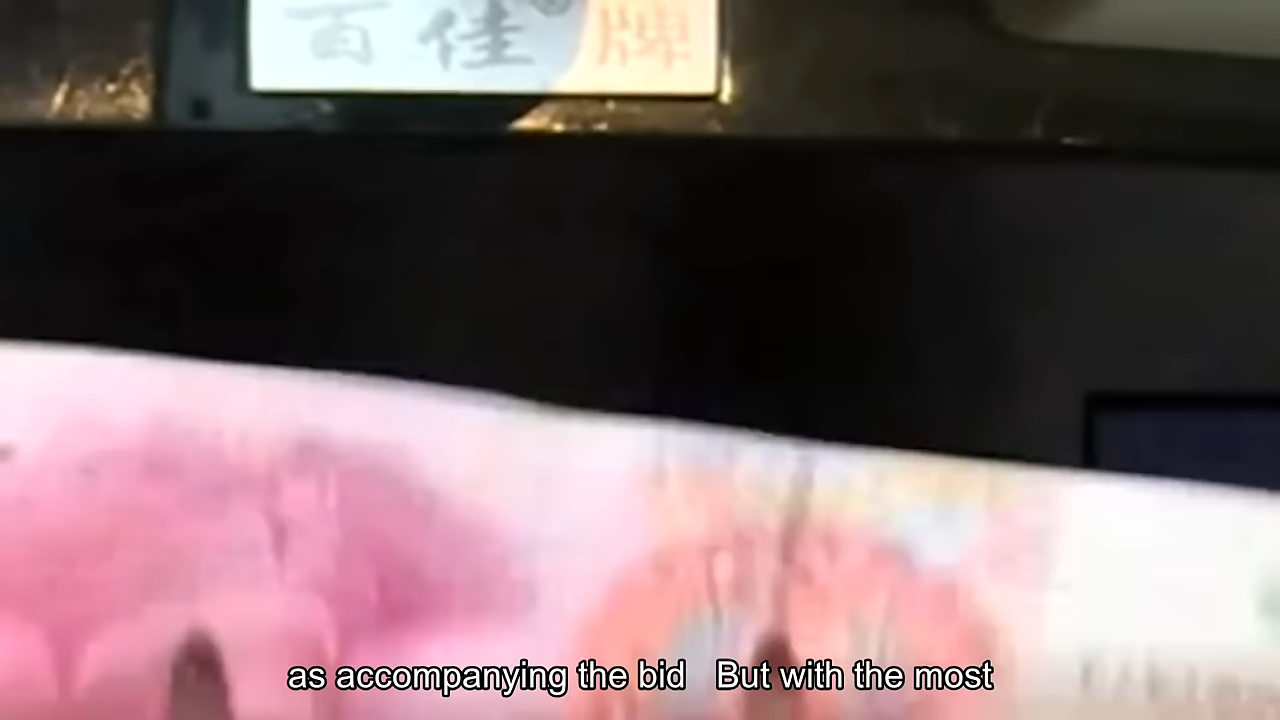 百佳 牌
as accompanying the bid   But with the most